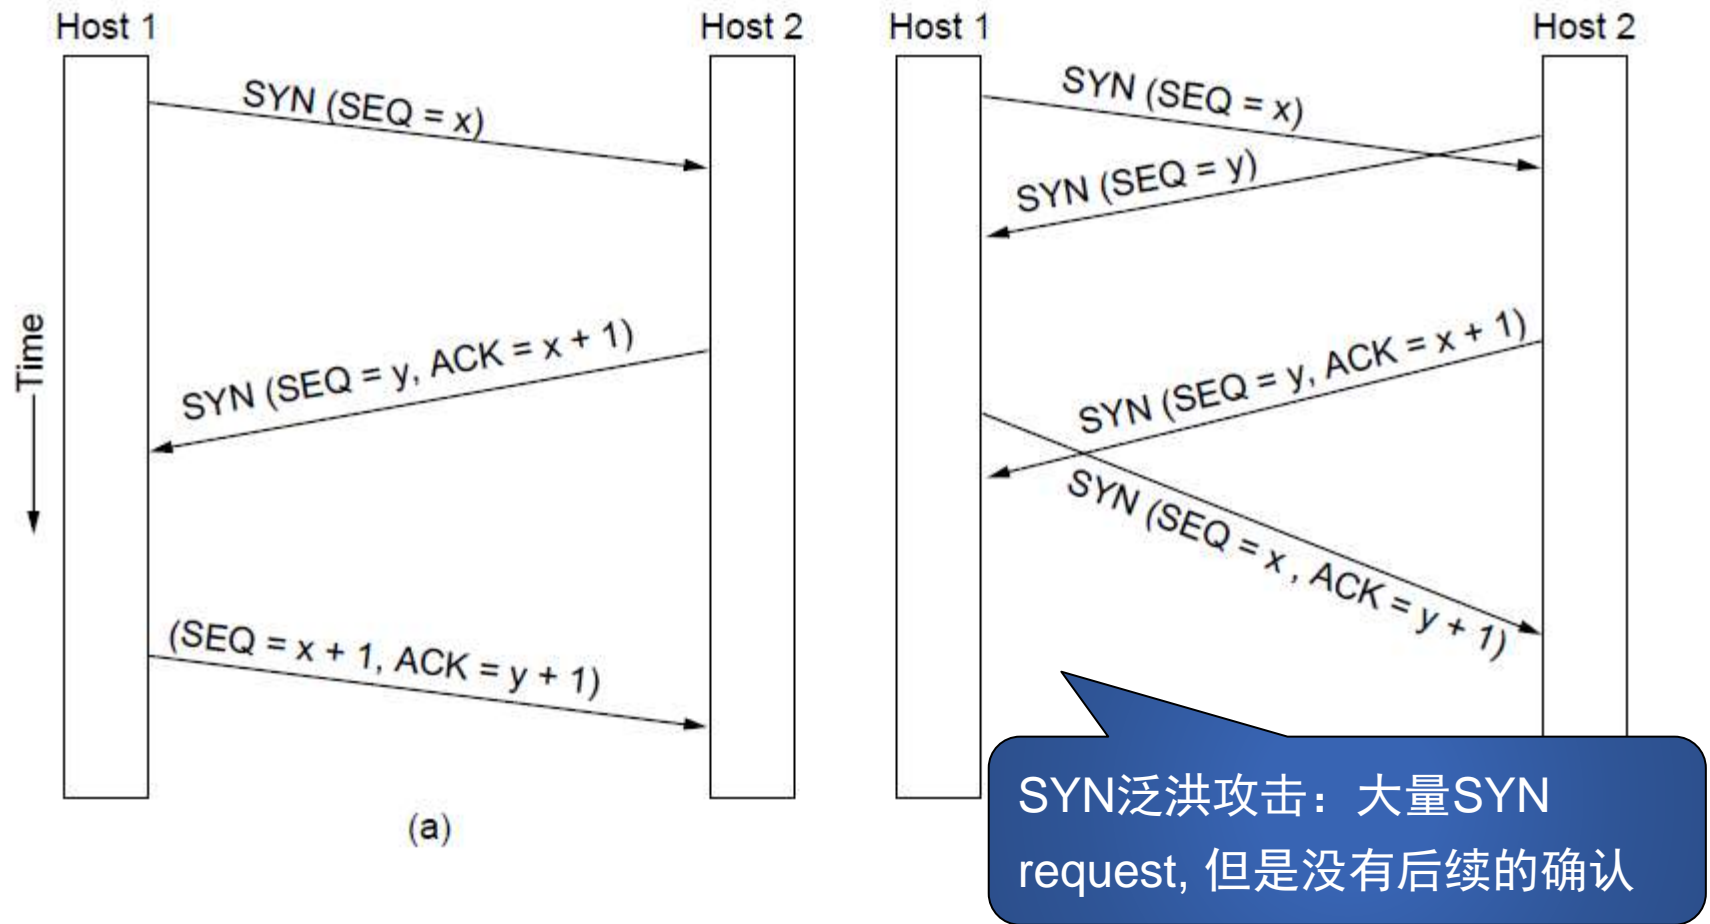 Host 1
Host 2
SYN (SEQ = x)
SYN (SEQ = y, ACK = x + 1)
(SEQ = x + 1, ACK = y + 1)
Time
(a)
Host 1
Host 2
SYN (SEQ = x)
SYN (SEQ = y)
SYN (SEQ = y, ACK = x + 1)
SYN (SEQ = x , ACK = y + 1)
SYN泛洪攻击：大量SYN
request, 但是没有后续的确认